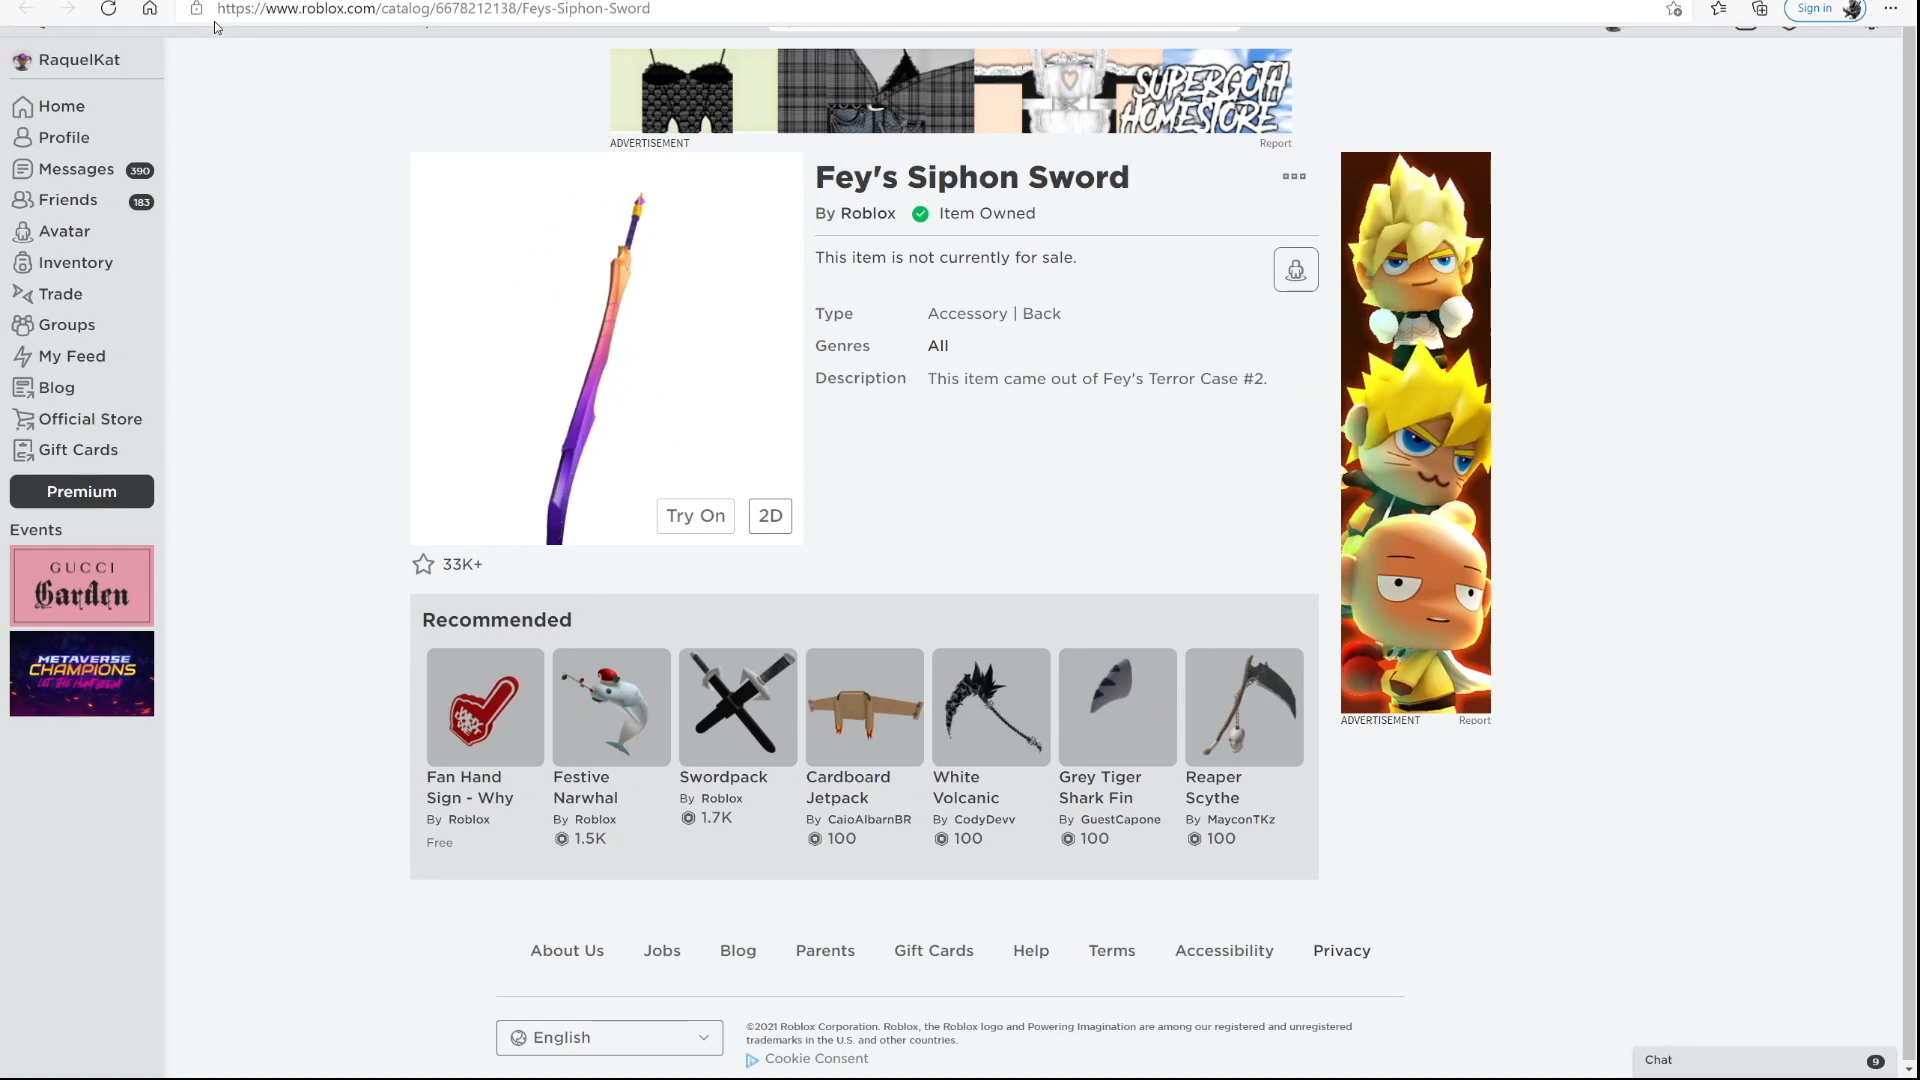 https://www.roblox.com/catalog/6678212138/Feys-Siphon-Sword
Sign in
RaquelKat
Home
Profile
Messages 390
Friends 183
Avatar
Inventory
Trade
Groups
My Feed
Blog
Official Store
Gift Cards
Premium
Events
GUCCI
Garden
METAVERSE
CHAMPIONS
LET THE HUNT BEGIN
SUPERGOTH
HOMESTORE
ADVERTISEMENT
Report
Fey's Siphon Sword
By Roblox Item Owned
This item is not currently for sale.
Type Accessory | Back
Genres All
Description This item came out of Fey's Terror Case #2.
Try On 2D
33K+
ADVERTISEMENT Report
Recommended
Fan Hand
Sign - Why
By Roblox
Free
Festive
Narwhal
By Roblox
1.5K
Swordpack
By Roblox
1.7K
Cardboard
Jetpack
By CaioAlbarnBR
100
White
Volcanic
By CodyDevv
100
Grey Tiger
Shark Fin
By GuestCapone
100
Reaper
Scythe
By MayconTKz
100
About Us Jobs Blog Parents Gift Cards Help Terms Accessibility Privacy
English
©2021 Roblox Corporation. Roblox, the Roblox logo and Powering Imagination are among our registered and unregistered
trademarks in the U.S. and other countries.
Cookie Consent
Chat 9